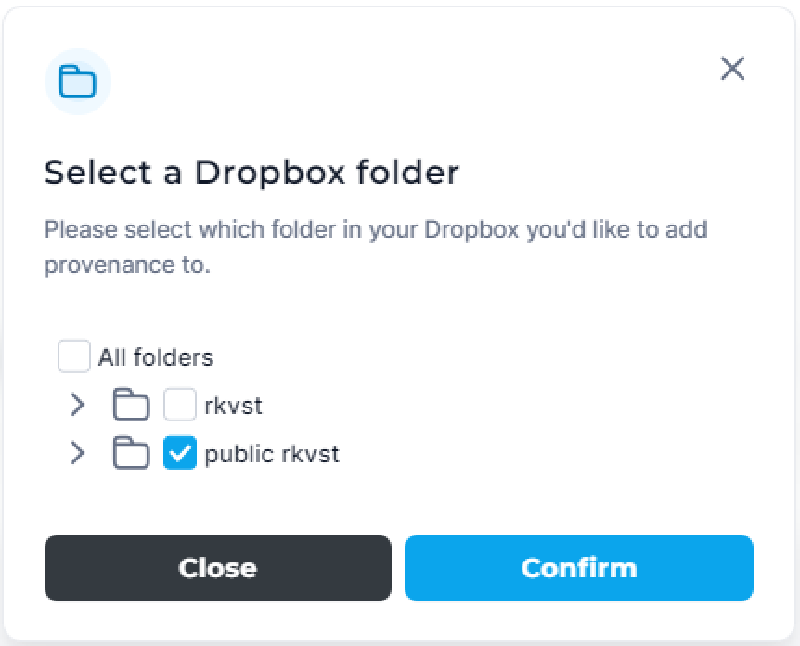 Select a Dropbox folder
Please select which folder in your Dropbox you'd like to add
provenance to.
All folders
rkvst
public rkvst
Close
Confirm